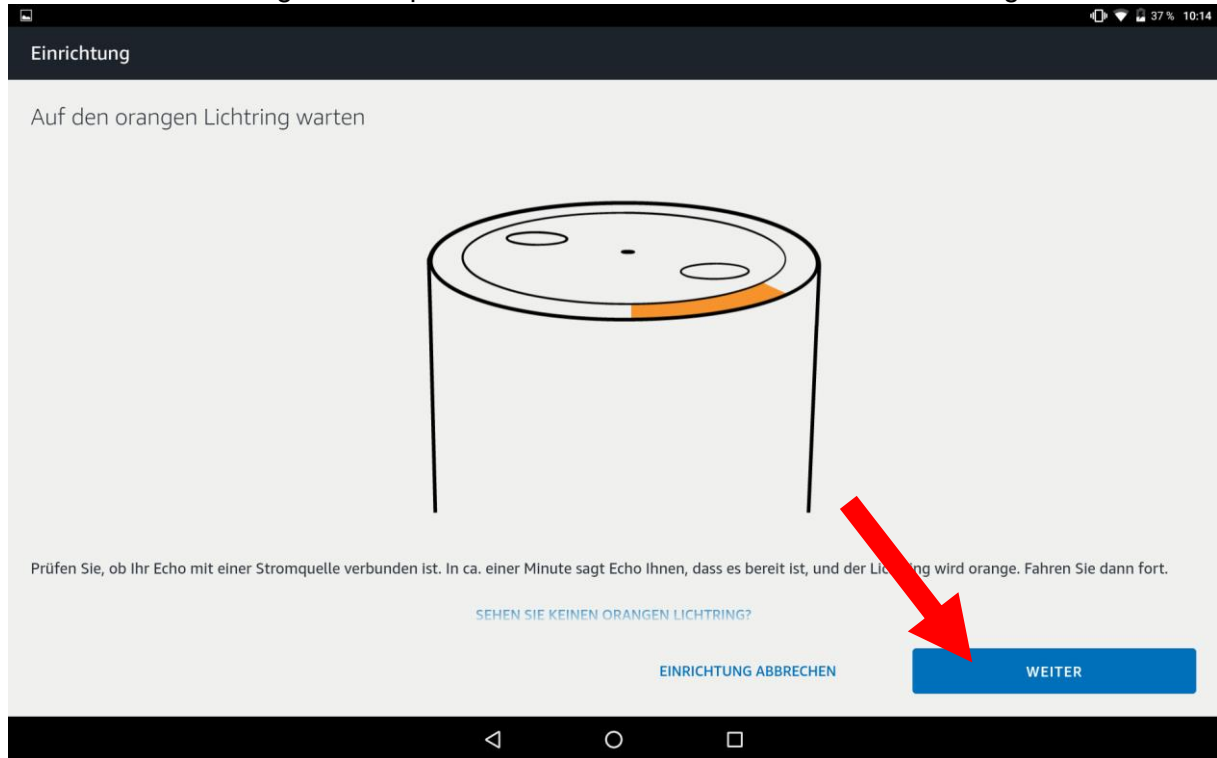 37 % 10:14
Einrichtung
Auf den orangen Lichtring warten
Prüfen Sie, ob Ihr Echo mit einer Stromquelle verbunden ist. In ca. einer Minute sagt Echo Ihnen, dass es bereit ist, und der wird orange. Fahren Sie dann fort.
SEHEN SIE KEINEN ORANGEN LICHTRING?
EINRICHTUNG ABBRECHEN
WEITER